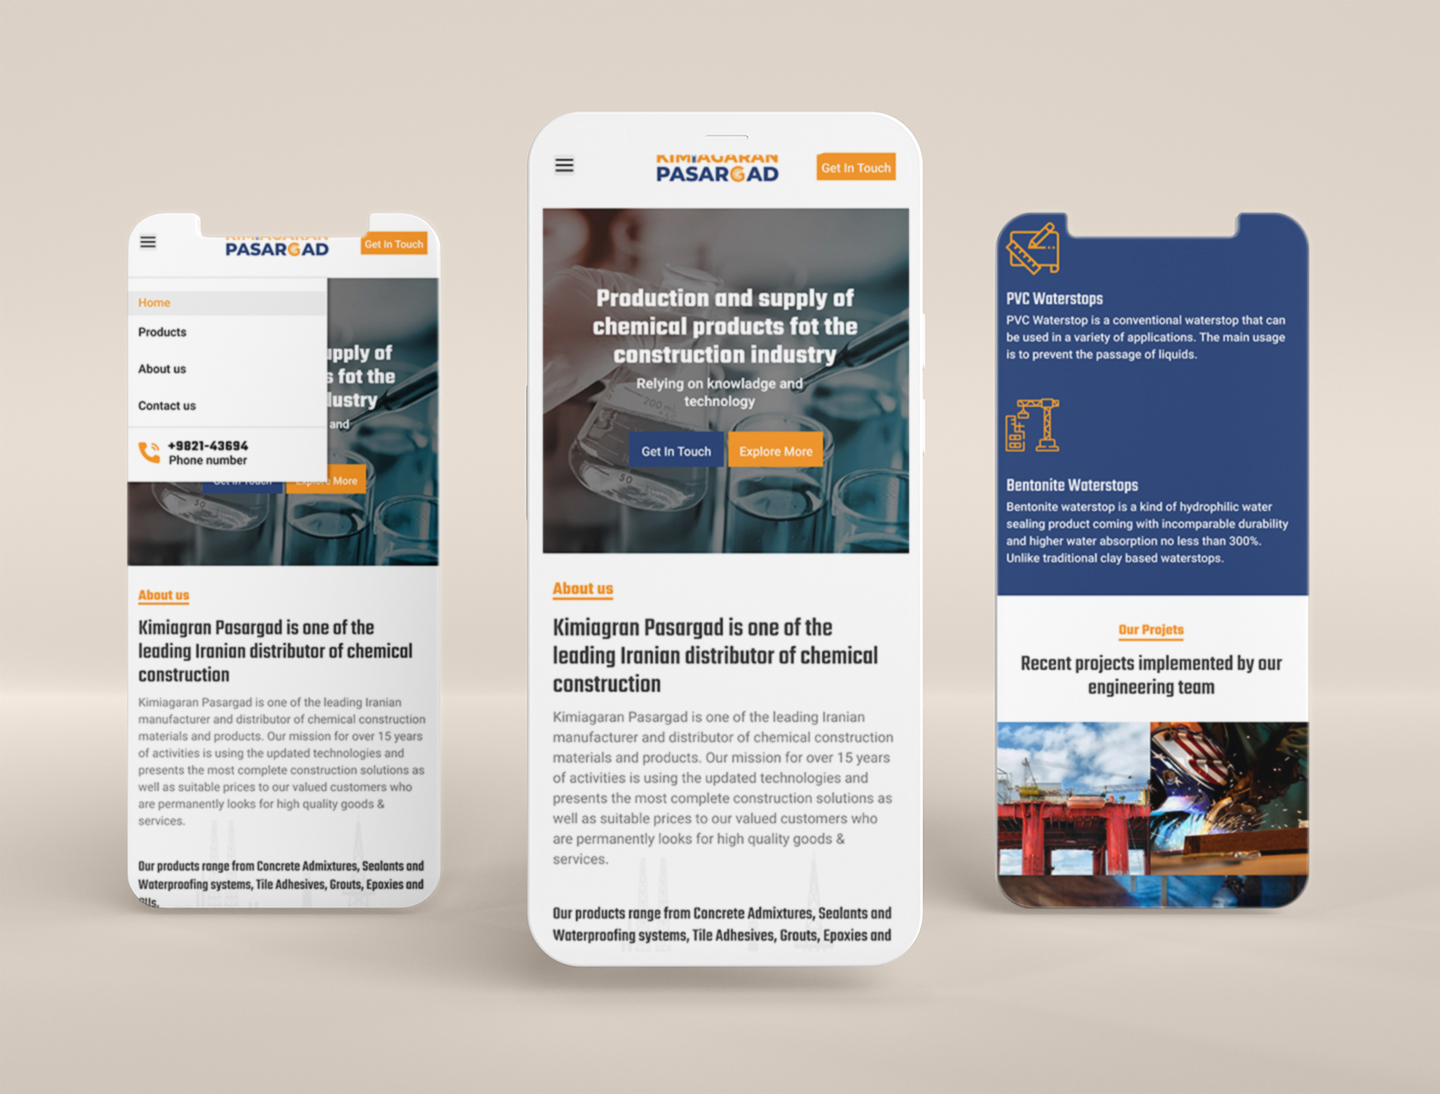 KIMIAGARAN
PASARGAD
Get In Touch
Home
Products
About us
Contact us
+9821-43694
Phone number
upply of
s fot the
dustry
and
Get In Touch
Explore More
About us
Kimiagran Pasargad is one of the
leading Iranian distributor of chemical
construction
Kimiagaran Pasargad is one of the leading Iranian
manufacturer and distributor of chemical construction
materials and products. Our mission for over 15 years
of activities is using the updated technologies and
presents the most complete construction solutions as
well as suitable prices to our valued customers who
are permanently looks for high quality goods &
services.
Our products range from Concrete Admixtures, Sealants and
Waterproofing systems, Tile Adhesives, Grouts, Epoxies and
KIMIAGARAN
PASARGAD
Get In Touch
Production and supply of
chemical products fot the
construction industry
Relying on knowladge and
technology
Get In Touch
Explore More
200 mL
50
About us
Kimiagran Pasargad is one of the
leading Iranian distributor of chemical
construction
Kimiagaran Pasargad is one of the leading Iranian
manufacturer and distributor of chemical construction
materials and products. Our mission for over 15 years
of activities is using the updated technologies and
presents the most complete construction solutions as
well as suitable prices to our valued customers who
are permanently looks for high quality goods &
services.
Our products range from Concrete Admixtures, Sealants and
Waterproofing systems, Tile Adhesives, Grouts, Epoxies and
PVC Waterstops
PVC Waterstop is a conventional waterstop that can
be used in a variety of applications. The main usage
is to prevent the passage of liquids.
Bentonite Waterstops
Bentonite waterstop is a kind of hydrophilic water
sealing product coming with incomparable durability
and higher water absorption no less than 300%.
Unlike traditional clay based waterstops.
Our Projets
Recent projects implemented by our
engineering team